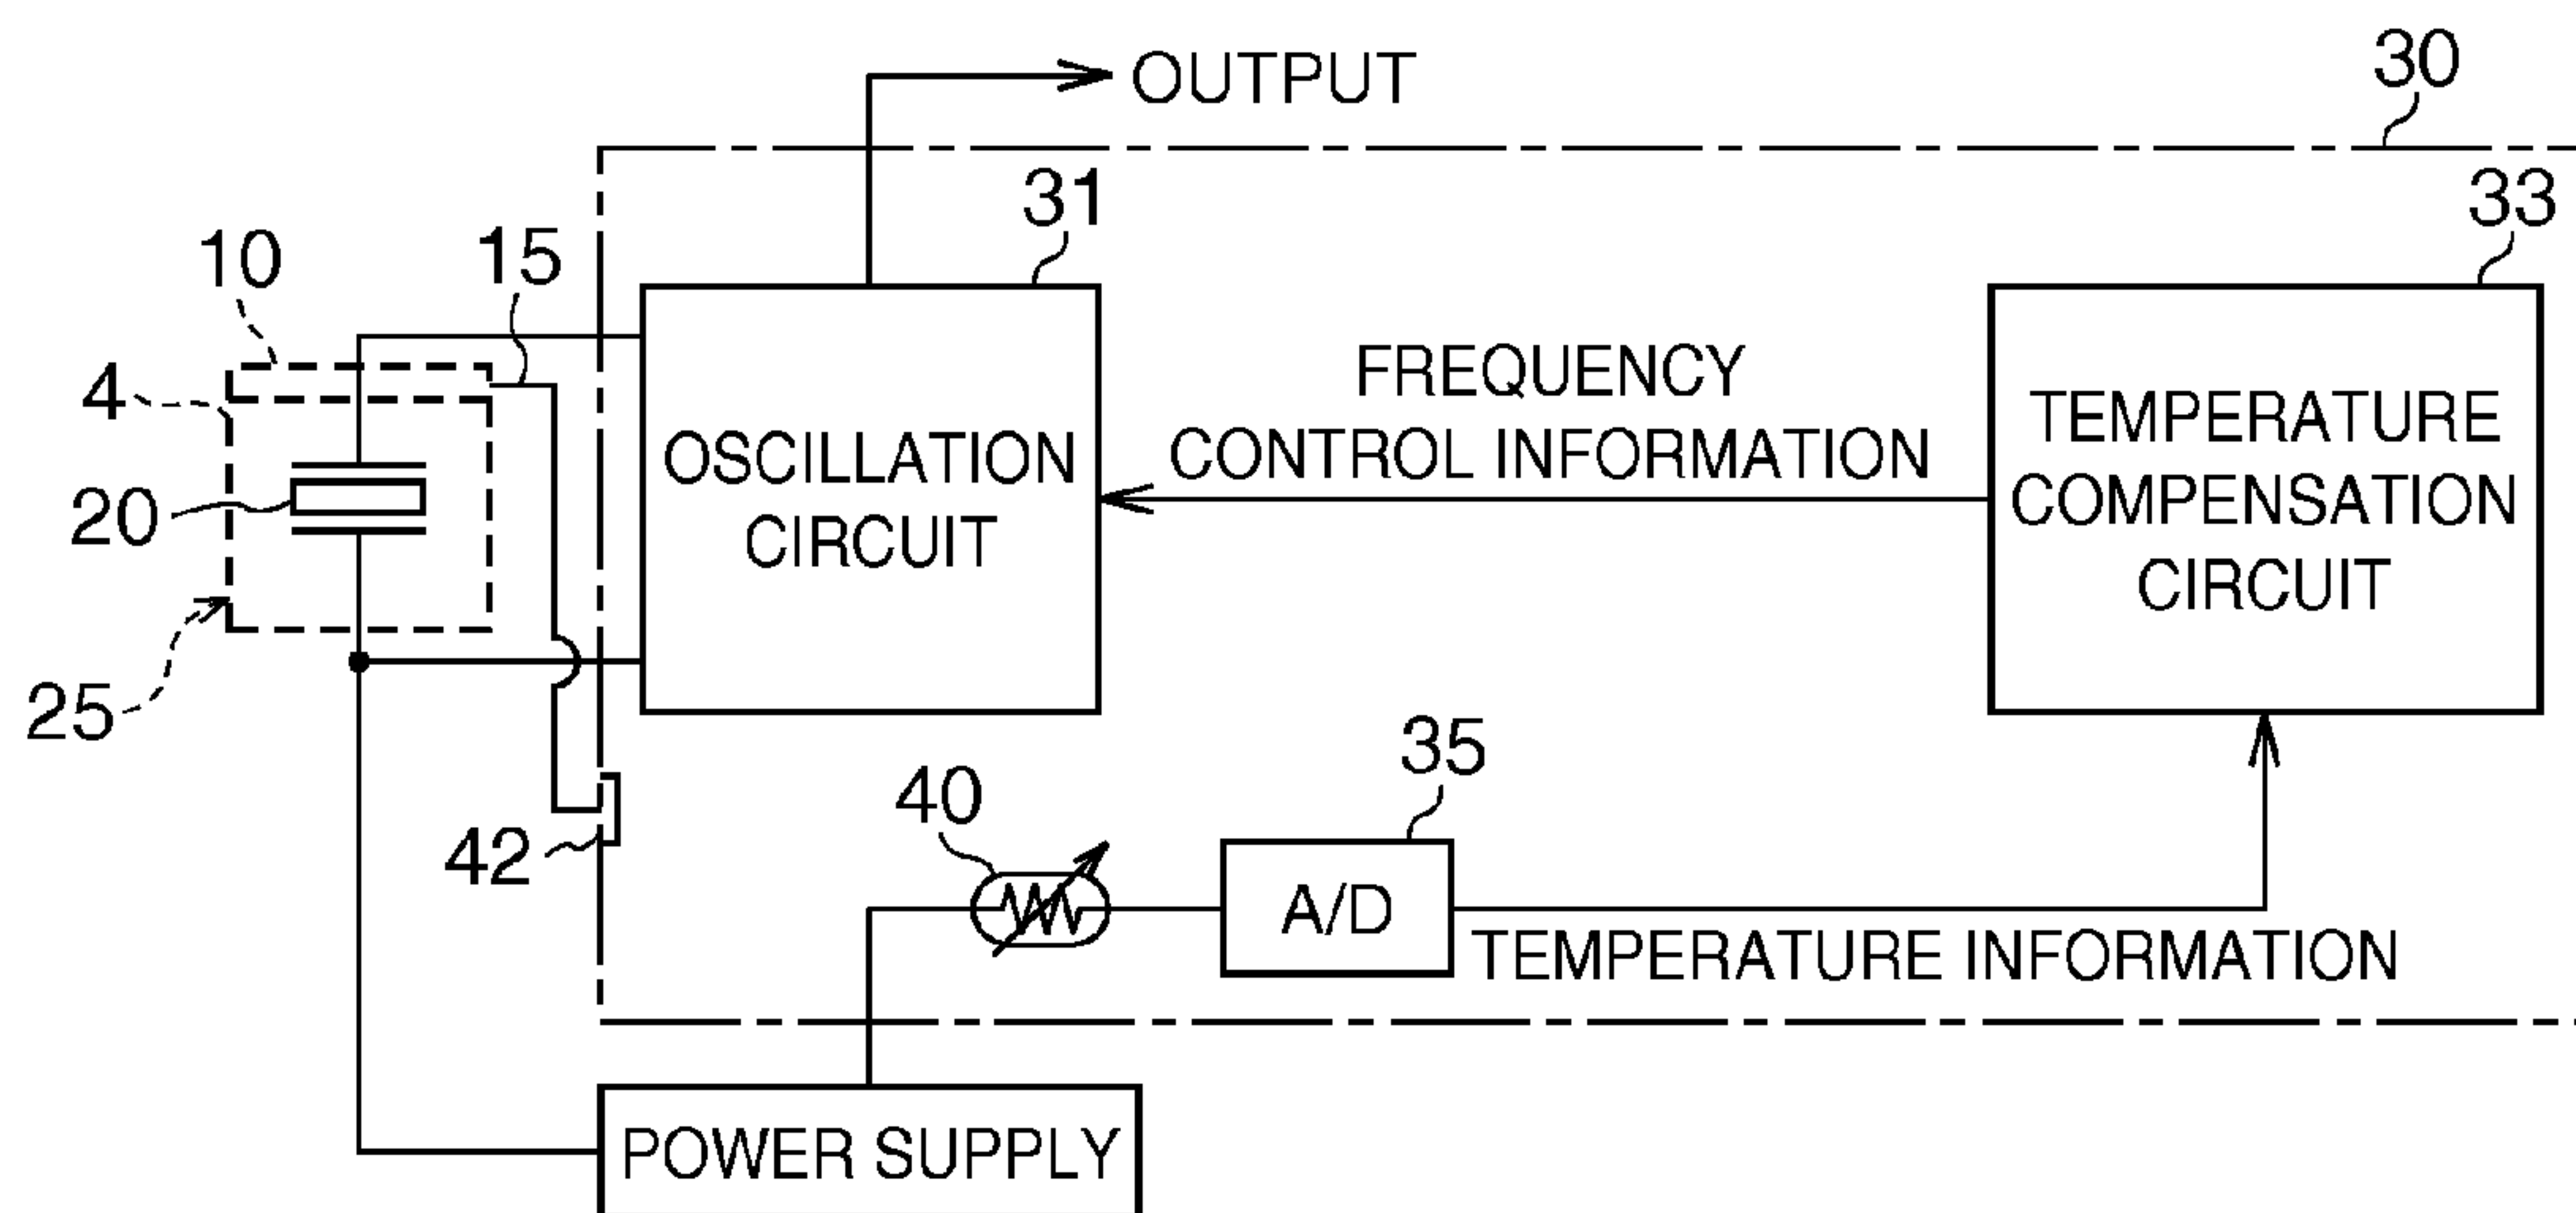 OUTPUT
30
31
33
10
15
4
20
25
OSCILLATION
CIRCUIT
FREQUENCY
CONTROL INFORMATION
TEMPERATURE
COMPENSATION
CIRCUIT
42
40
35
A/D
TEMPERATURE INFORMATION
POWER SUPPLY